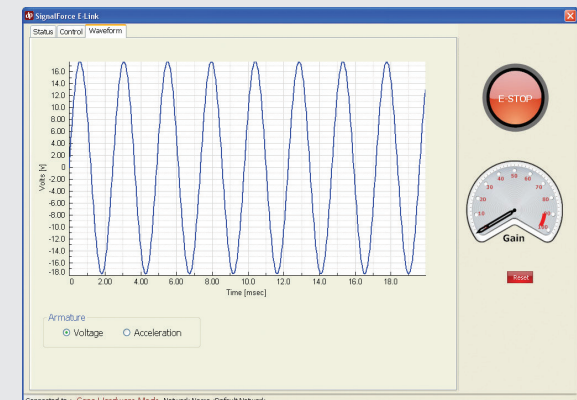 SignalForce E-Link
Status Control Waveform
16.0
14.0
12.0
10.0
8.00
6.00
4.00
2.00
0
-2.00
-4.00
-6.00
-8.00
-10.0
-12.0
-14.0
-16.0
-18.0
Volts [v]
0 2.00 4.00 6.00 8.00 10.0 12.0 14.0 16.0 18.0
Time [msec]
Armature
Voltage Acceleration
E STOP
10 20 30 40 50 60 70 80 90 100
Gain
Reset